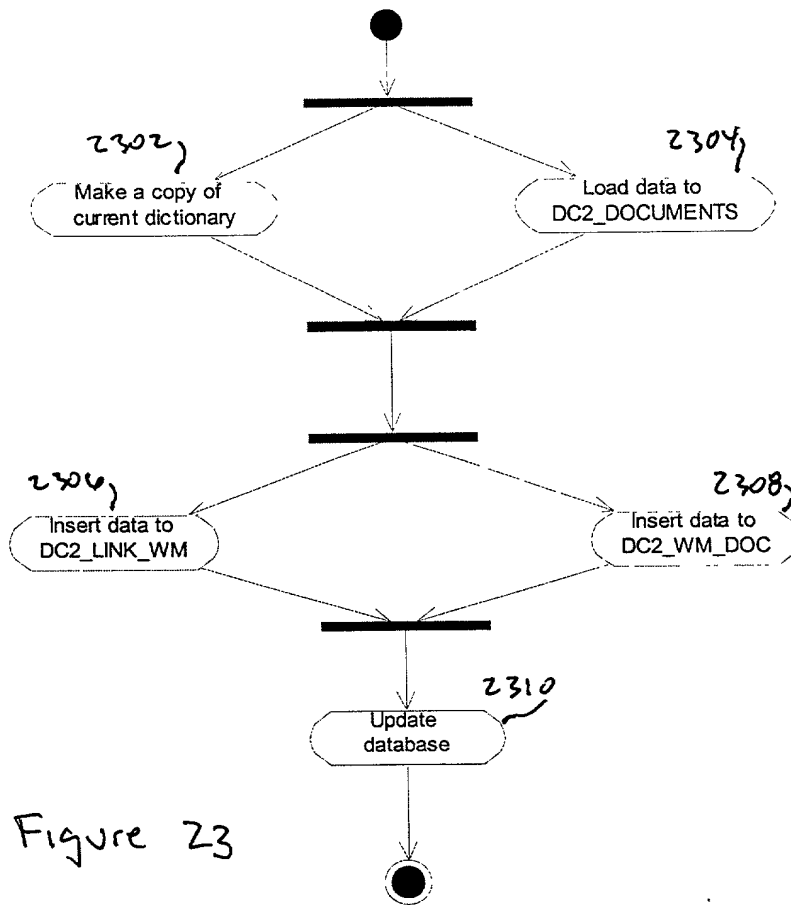 2302
2304
Make a copy of
current dictionary
Load data to
DC2_DOCUMENTS
2306
2308
Insert data to
DC2_LINK_WM
Insert data to
DC2_WM_DOC
2310
Update
database
Figure 23